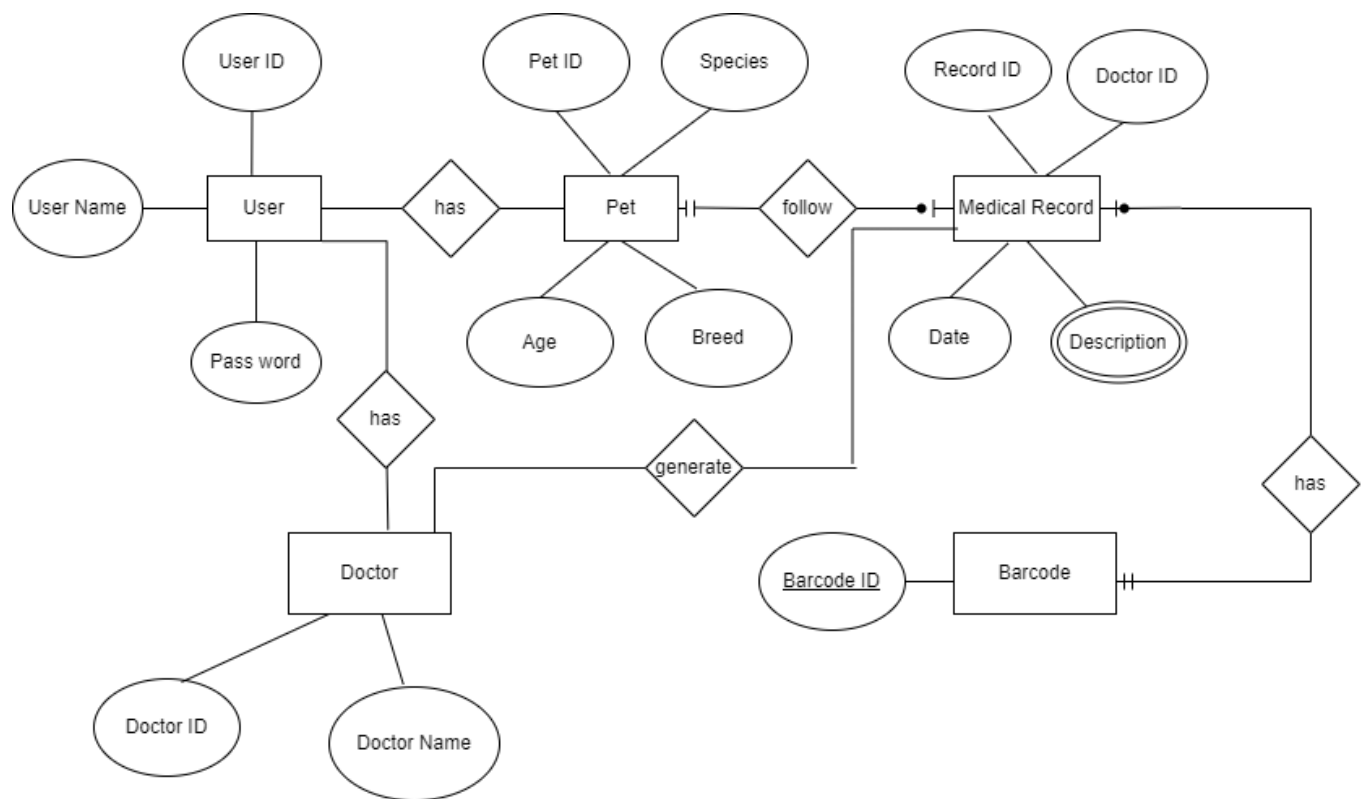 User ID
Pet ID
Species
Record ID
Doctor ID
User Name
User
has
Pet
follow
Medical Record
Pass word
Age
Breed
Date
Description
has
generate
has
Doctor
Barcode ID
Barcode
Doctor ID
Doctor Name